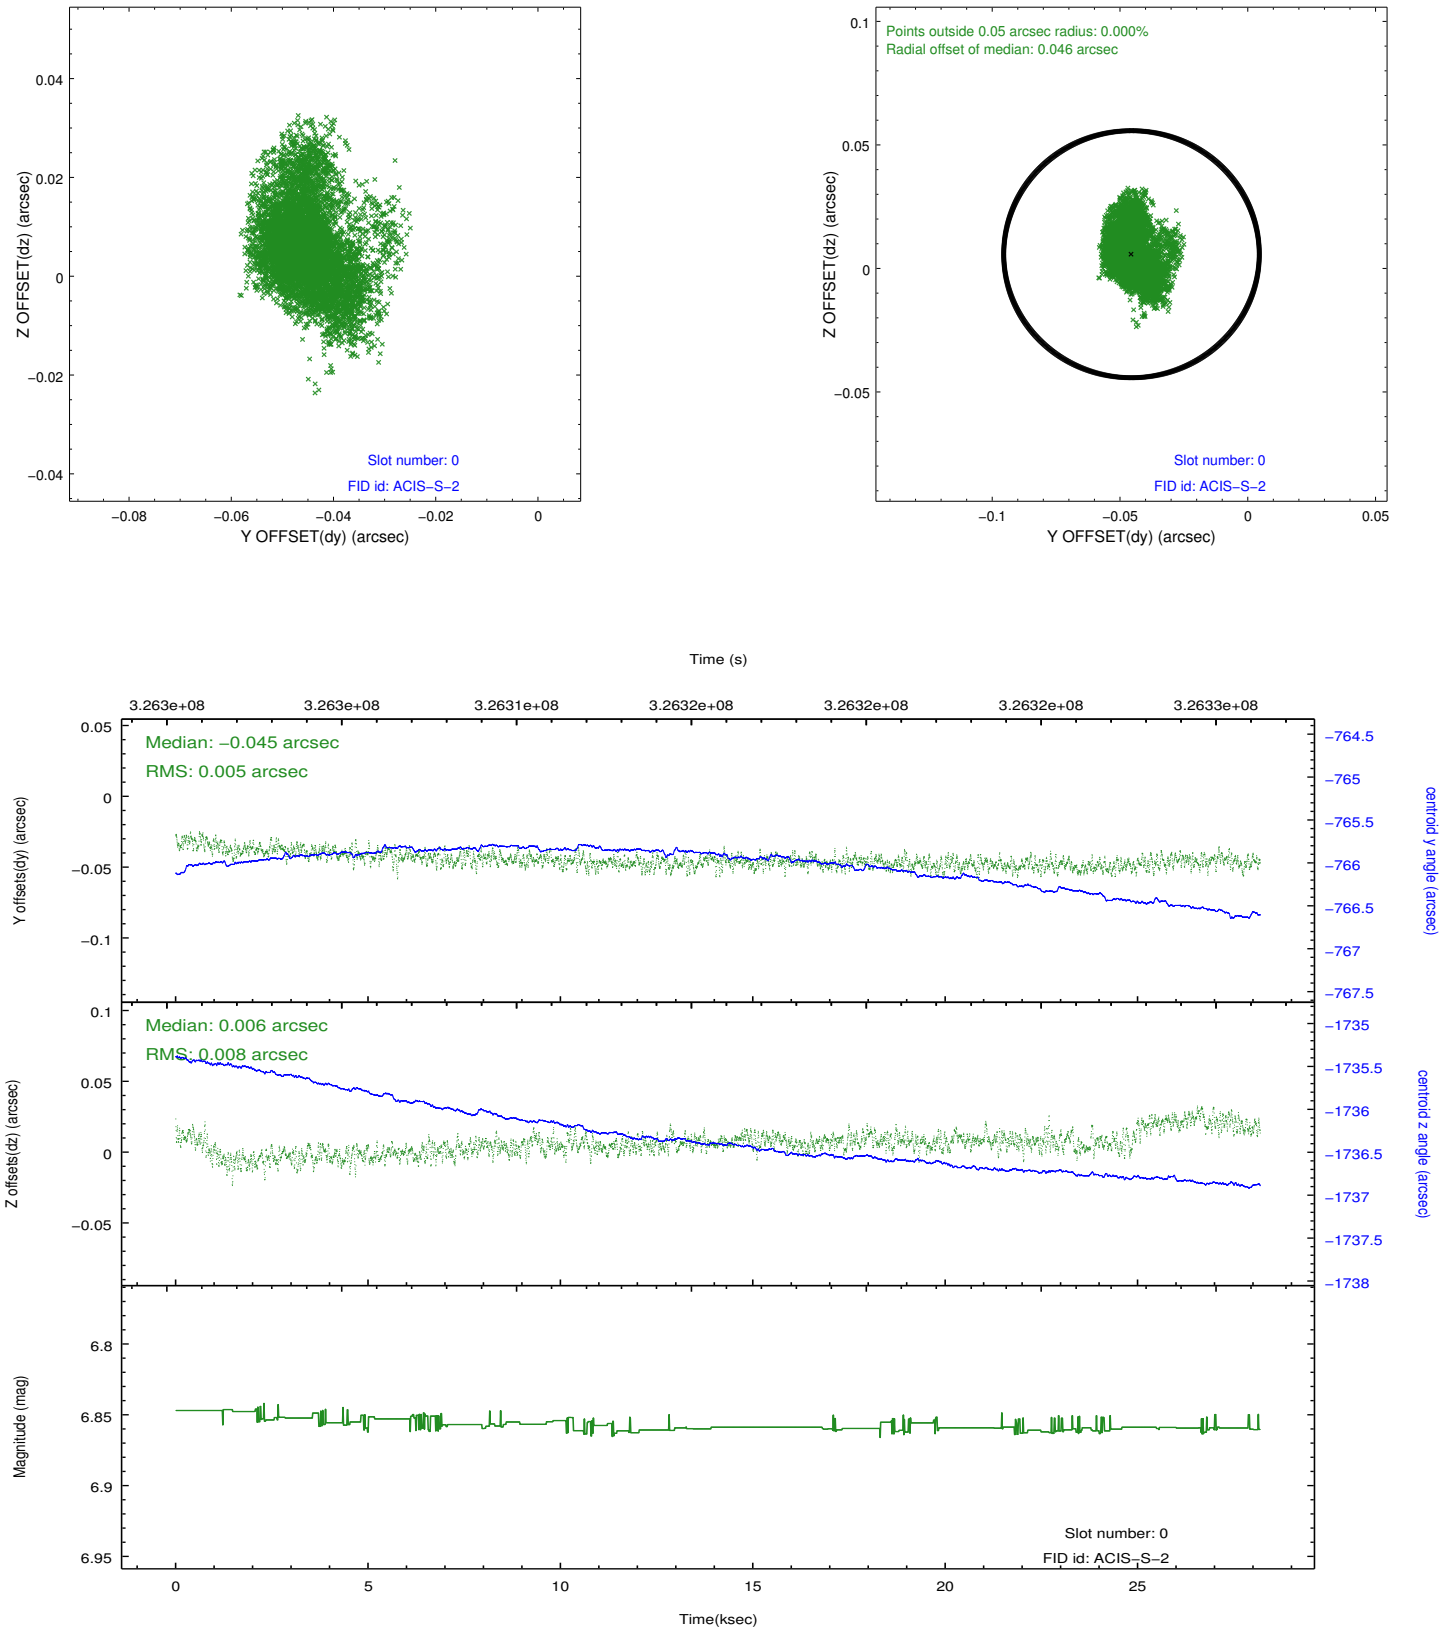 0.04
0.02
0
−0.02
−0.04
Z OFFSET(dz) (arcsec)
Slot number: 0
FID id: ACIS−S−2
−0.08 −0.06 −0.04 −0.02 0
Y OFFSET(dy) (arcsec)
Points outside 0.05 arcsec radius: 0.000%
Radial offset of median: 0.046 arcsec
0.1
0.05
0
−0.05
Z OFFSET(dz) (arcsec)
Slot number: 0
FID id: ACIS−S−2
−0.1 −0.05 0 0.05
Y OFFSET(dy) (arcsec)
Time (s)
3.263e+08 3.263e+08 3.2631e+08 3.2632e+08 3.2632e+08 3.2632e+08 3.2633e+08
Median: −0.045 arcsec
RMS: 0.005 arcsec
0.05
0
−0.05
−0.1
Y offsets(dy) (arcsec)
−764.5
−765
−765.5
−766
−766.5
−767
−767.5
centroid y angle (arcsec)
Median: 0.006 arcsec
RMS: 0.008 arcsec
0.1
0.05
0
−0.05
Z offsets(dz) (arcsec)
−1735
−1735.5
−1736
−1736.5
−1737
−1737.5
−1738
centroid z angle (arcsec)
6.8
6.85
6.9
6.95
Magnitude (mag)
Slot number: 0
FID id: ACIS−S−2
0 5 10 15 20 25
Time(ksec)